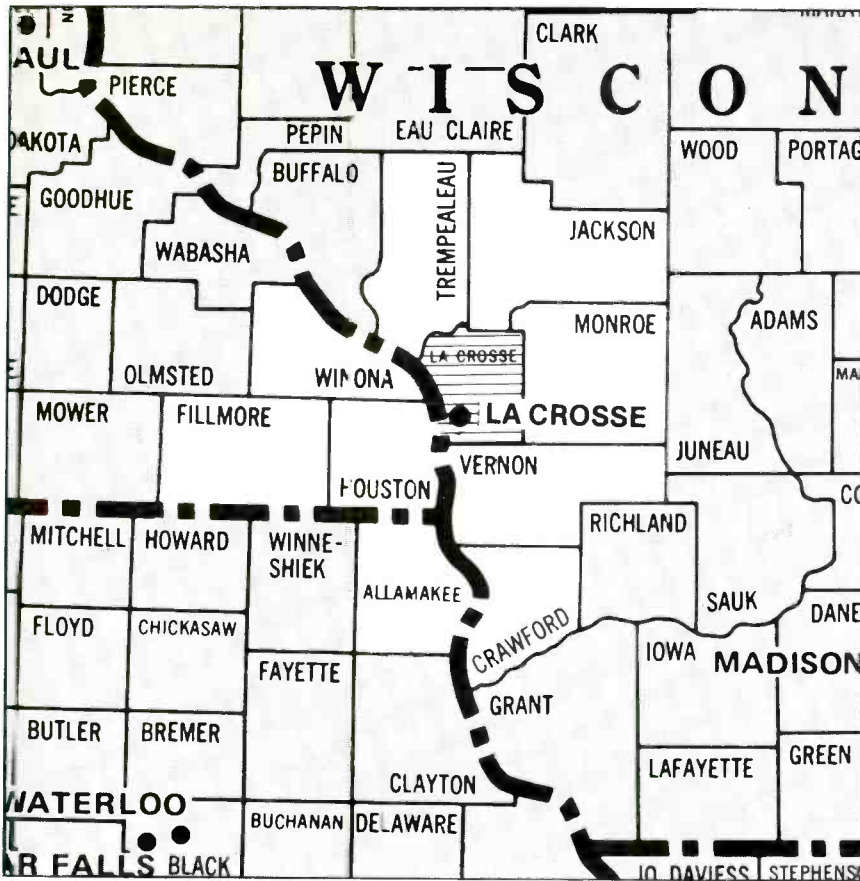 CLARK
AUL
PIERCE
W I S C O N
DAKOTA
PEPIN
EAU CLAIRE
WOOD
PORTAG
GOODHUE
BUFFALO
TREMPEALEAU
WABASHA
JACKSON
DODGE
MONROE
ADAMS
LA CROSSE
OLMSTED
WINONA
MOWER
FILLMORE
LA CROSSE
JUNEAU
VERNON
HOUSTON
CO
MITCHELL
HOWARD
WINNE-
SHIEK
RICHLAND
ALLAMAKEE
SAUK
DANE
FLOYD
CHICKASAW
CRAWFORD
IOWA
MADISON
FAYETTE
GRANT
BUTLER
BREMER
LAFAYETTE
GREEN
CLAYTON
WATERLOO
BUCHANAN
DELAWARE
AR FALLS
BLACK
JO DAVIESS
STEPHENS